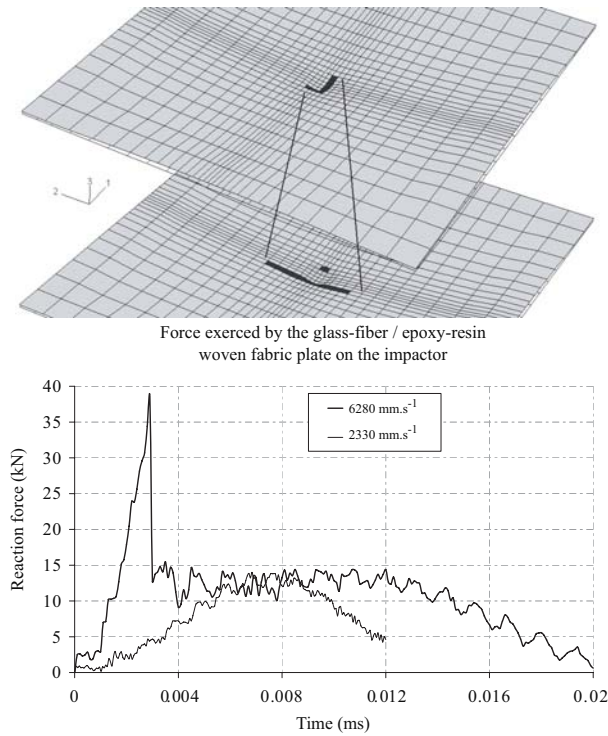 3
2
1
Force exerced by the glass-fiber / epoxy-resin
woven fabric plate on the impactor
40
35
30
25
20
15
10
5
0
Reaction force (kN)
6280 mm.s⁻¹
2330 mm.s⁻¹
0 0.004 0.008 0.012 0.016 0.02
Time (ms)